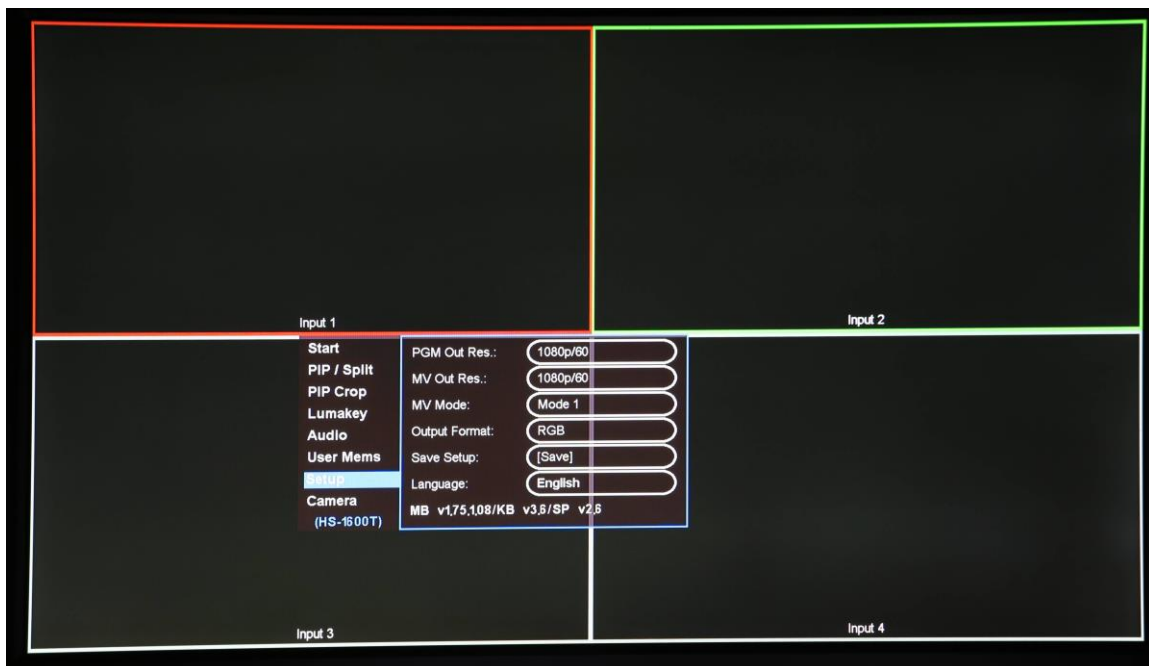 Input 1
Input 2
Start
PIP / Split
PIP Crop
Lumakey
Audio
User Mems
Setup
Camera
(HS-1600T)
PGM Out Res.: 1080p/60
MV Out Res.: 1080p/60
MV Mode: Mode 1
Output Format: RGB
Save Setup: [Save]
Language: English
MB v1,75,1,08/KB v3,6/SP v2,6
Input 3
Input 4